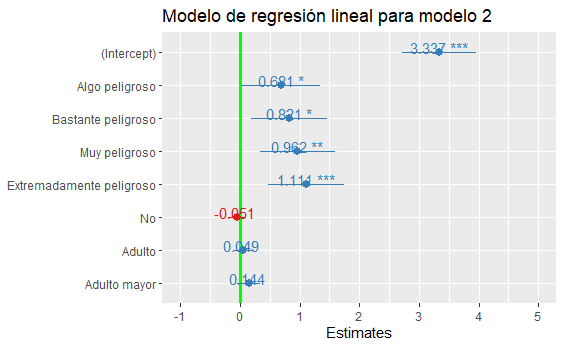 Modelo de regresión lineal para modelo 2
(Intercept)
3.337 ***
Algo peligroso
0.681 *
Bastante peligroso
0.821 *
Muy peligroso
0.962 **
Extremadamente peligroso
1.111 ***
No
-0.051
Adulto
0.049
Adulto mayor
0.144
-1 0 1 2 3 4 5
Estimates